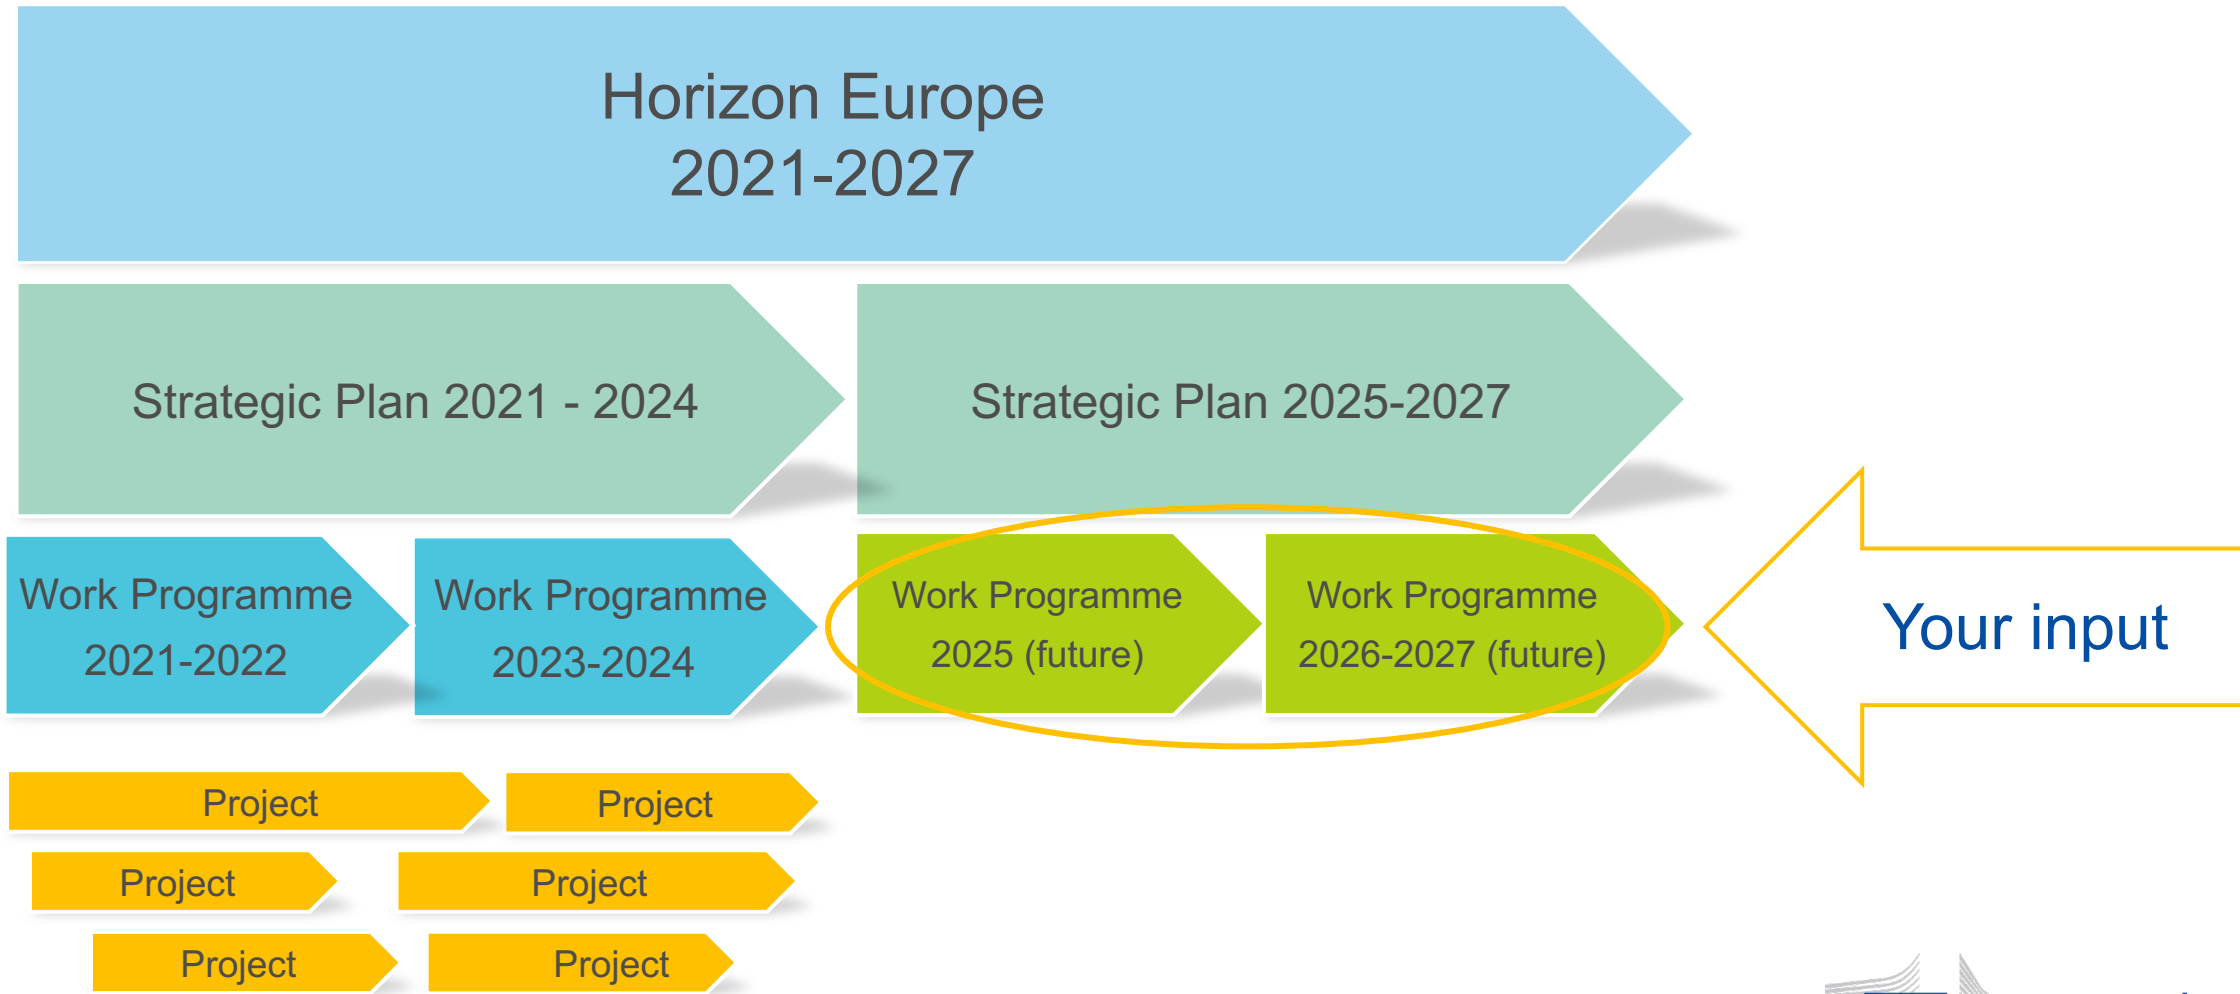 Horizon Europe
2021-2027
Strategic Plan 2021 - 2024
Strategic Plan 2025-2027
Work Programme
2021-2022
Work Programme
2023-2024
Work Programme
2025 (future)
Work Programme
2026-2027 (future)
Your input
Project
Project
Project
Project
Project
Project